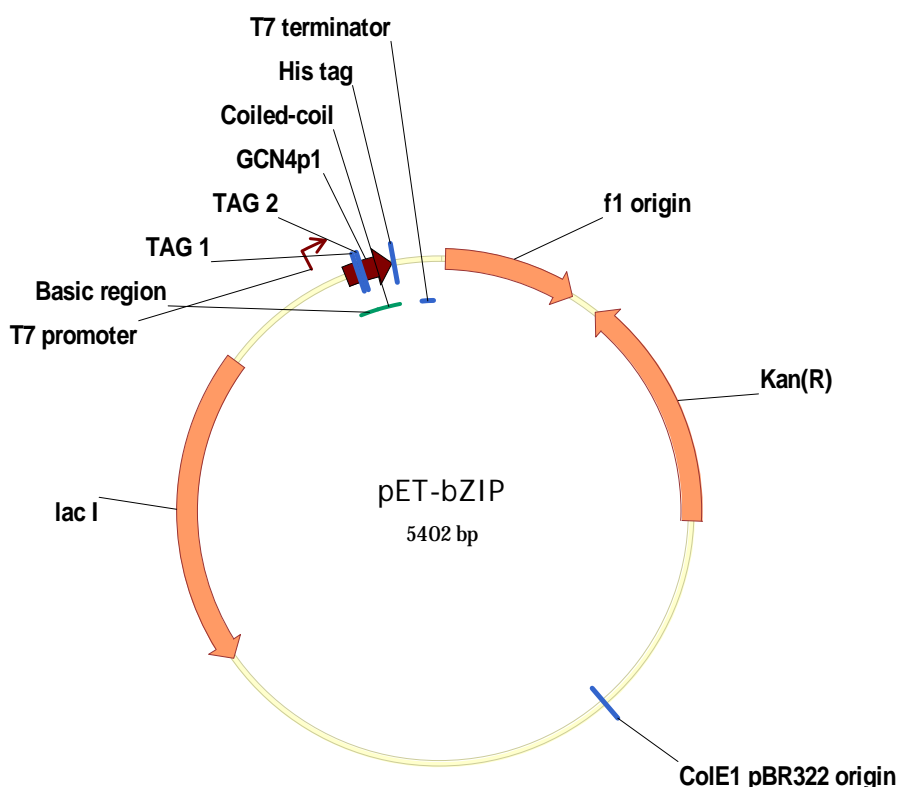 T7 terminator
His tag
Coiled-coil
GCN4p1
TAG 2
TAG 1
Basic region
T7 promoter
f1 origin
Kan(R)
lac I
pET-bZIP
5402 bp
ColE1 pBR322 origin